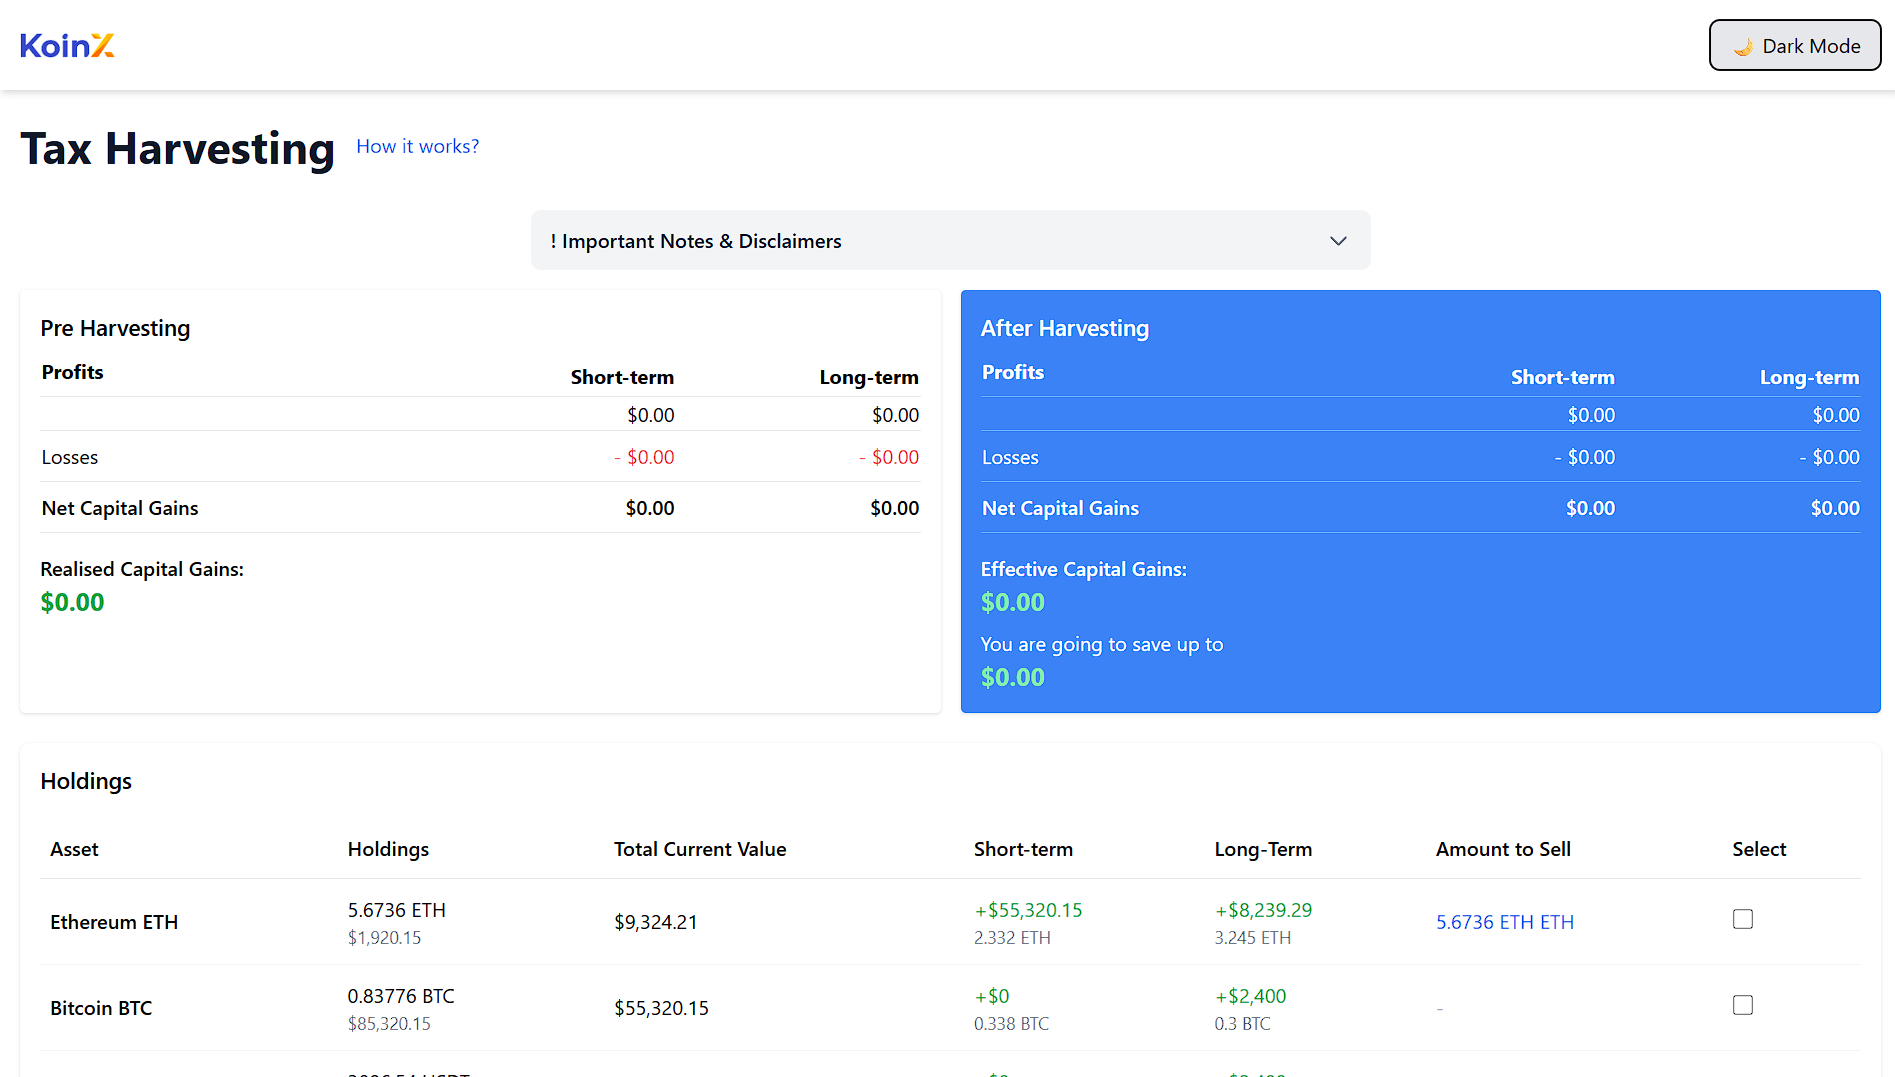 KoinX
🌙 Dark Mode
Tax Harvesting How it works?
! Important Notes & Disclaimers
Pre Harvesting
Profits Short-term Long-term
$0.00 $0.00
Losses - $0.00 - $0.00
Net Capital Gains $0.00 $0.00
Realised Capital Gains:
$0.00
After Harvesting
Profits Short-term Long-term
$0.00 $0.00
Losses - $0.00 - $0.00
Net Capital Gains $0.00 $0.00
Effective Capital Gains:
$0.00
You are going to save up to
$0.00
Holdings
Asset Holdings Total Current Value Short-term Long-Term Amount to Sell Select
Ethereum ETH 5.6736 ETH $9,324.21 +$55,320.15 +$8,239.29 5.6736 ETH ETH
$1,920.15 2.332 ETH 3.245 ETH
Bitcoin BTC 0.83776 BTC $55,320.15 +$0 +$2,400 -
$85,320.15 0.338 BTC 0.3 BTC